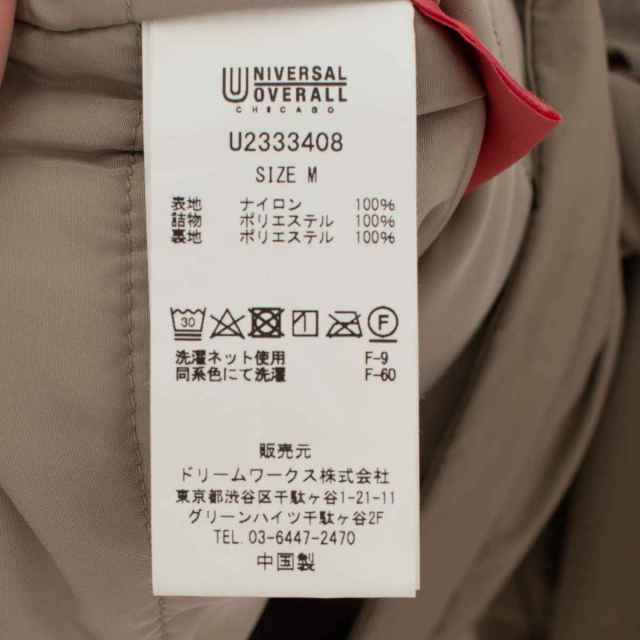 UNIVERSAL
OVERALL
CHICAGO
U2333408
SIZE M
表地 ナイロン 100%
詰物 ポリエステル 100%
裏地 ポリエステル 100%
30 F
洗濯ネット使用 F-9
同系色にて洗濯 F-60
販売元
ドリームワークス株式会社
東京都渋谷区千駄ヶ谷1-21-11
グリーンハイツ千駄ヶ谷2F
TEL. 03-6447-2470
中国製